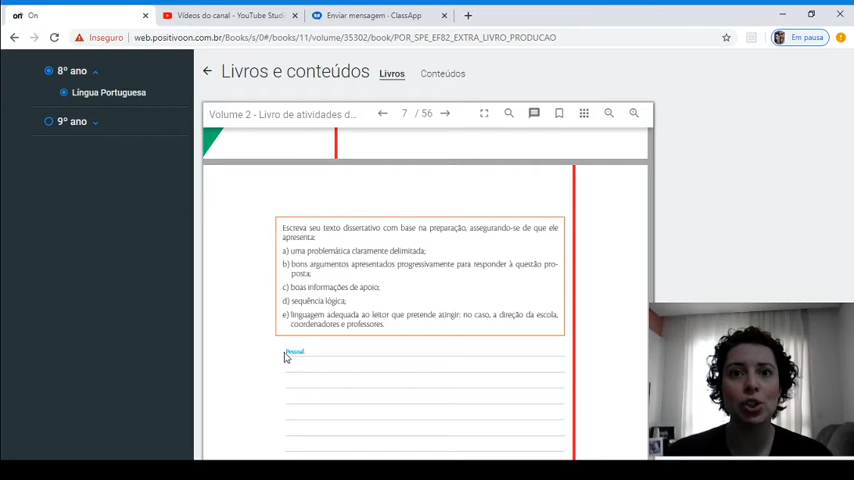 On
Vídeos do canal - YouTube Studi
Enviar mensagem - ClassApp
Inseguro
web.positivoon.com.br/Books/s/0#/books/11/volume/35302/book/POR_SPE_EF82_EXTRA_LIVRO_PRODUCAO
Em pausa
8º ano
Língua Portuguesa
9º ano
Livros e conteúdos
Livros
Conteúdos
Volume 2 - Livro de atividades d...
7 / 56
Escreva seu texto dissertativo com base na preparação, assegurando-se de que ele
apresenta:
a) uma problemática claramente delimitada;
b) bons argumentos apresentados progressivamente para responder à questão pro-
posta;
c) boas informações de apoio;
d) sequência lógica;
e) linguagem adequada ao leitor que pretende atingir: no caso, a direção da escola,
coordenadores e professores.
Pessoal.